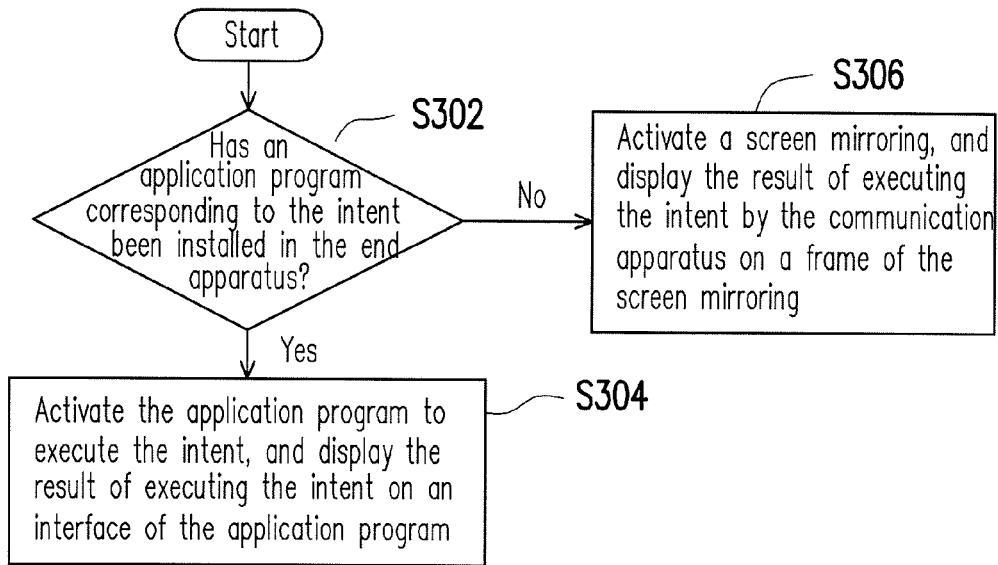 Start
S302
Has an
application program
corresponding to the intent
been installed in the end
apparatus?
No
S306
Activate a screen mirroring, and
display the result of executing
the intent by the communication
apparatus on a frame of the
screen mirroring
Yes
S304
Activate the application program to
execute the intent, and display the
result of executing the intent on an
interface of the application program